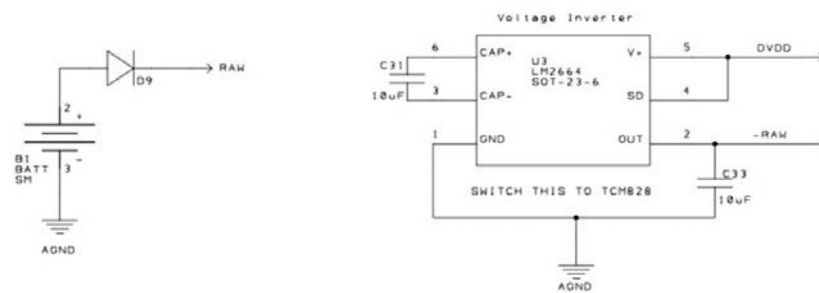 D9
RAW
2
+
B1
BATT
SM
-
3
AGND
Voltage Inverter
6
CAP+
V+
5
DVDD
C31
U3
LM2664
SOT-23-6
10uF
3
CAP-
SD
4
1
GND
OUT
2
-RAW
C33
10uF
SWITCH THIS TO TCM828
AGND